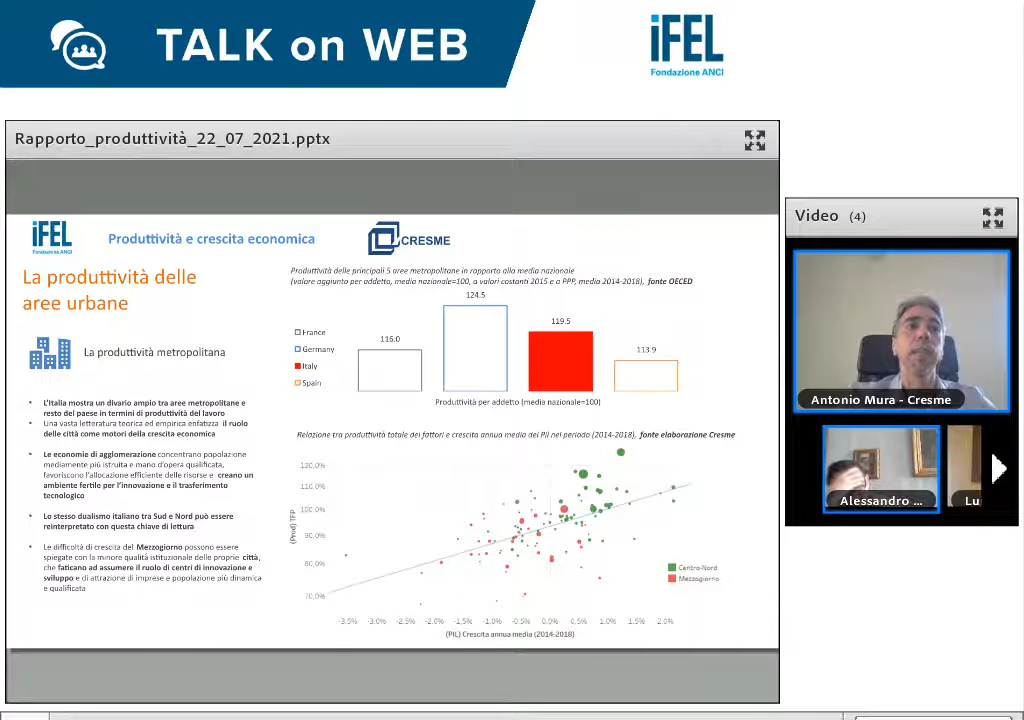 TALK on WEB
iFEL
Fondazione ANCI
Rapporto_produttività_22_07_2021.pptx
iFEL
Fondazione ANCI
Produttività e crescita economica
CRESME
La produttività delle
aree urbane
La produttività metropolitana
• L'Italia mostra un divario ampio tra aree metropolitane e
resto del paese in termini di produttività del lavoro
• Una vasta letteratura teorica ed empirica enfatizza il ruolo
delle città come motori della crescita economica
• Le economie di agglomerazione concentrano popolazione
mediamente più istruita e mano d'opera qualificata,
favoriscono l'allocazione efficiente delle risorse e creano un
ambiente fertile per l'innovazione e il trasferimento
tecnologico
• Lo stesso dualismo italiano tra Sud e Nord può essere
reinterpretato con questa chiave di lettura
• Le difficoltà di crescita del Mezzogiorno possono essere
spiegate con la minore qualità istituzionale delle proprie città,
che faticano ad assumere il ruolo di centri di innovazione e
sviluppo e di attrazione di imprese e popolazione più dinamica
e qualificata
Produttività delle principali 5 aree metropolitane in rapporto alla media nazionale
(valore aggiunto per addetto, media nazionale=100, a valori costanti 2015 e a PPP, media 2014-2018), fonte OECED
124.5
119.5
116.0
113.9
France
Germany
Italy
Spain
Produttività per addetto (media nazionale=100)
Relazione tra produttività totale dei fattori e crescita annua media del Pil nel periodo (2014-2018), fonte elaborazione Cresme
120,0%
110,0%
100,0%
90,0%
80,0%
70,0%
(Prod) TFP
Centro-Nord
Mezzogiorno
-3.5% -3.0% -2.5% -2.0% -1.5% -1.0% -0.5% 0.0% 0.5% 1.0% 1.5% 2.0%
(PIL) Crescita annua media (2014-2018)
Video (4)
Antonio Mura - Cresme
Alessandro ...
Lu